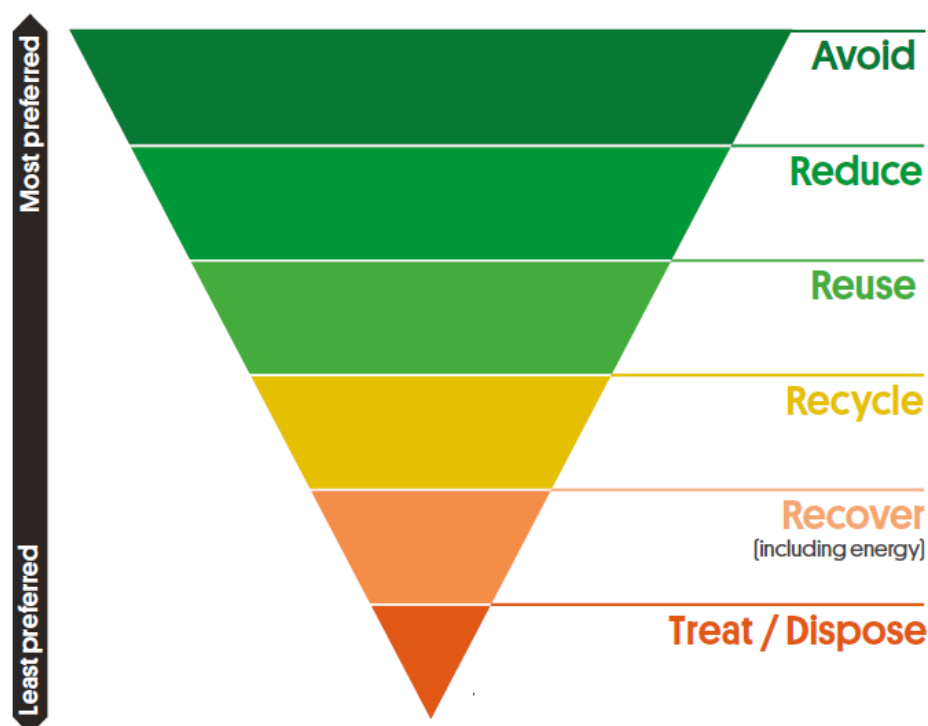 Most preferred
Avoid
Reduce
Reuse
Recycle
Recover
(including energy)
Treat / Dispose
Least preferred